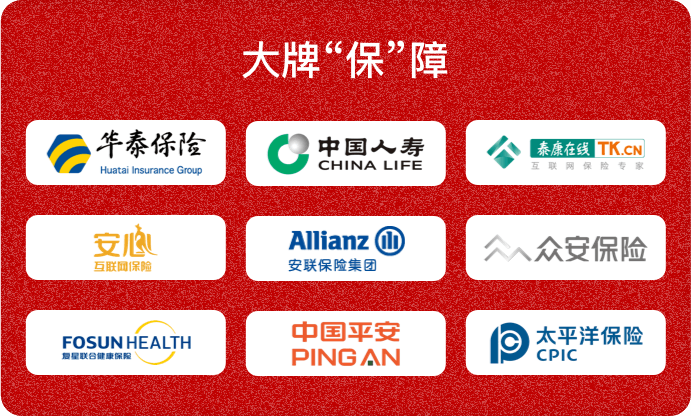 大牌“保”障
华泰保险
Huatai Insurance Group
中国人寿
CHINA LIFE
泰康在线 TK.CN
互联网保险专家
安心
互联网保险
Allianz
安联保险集团
众安保险
FOSUN HEALTH
复星联合健康保险
中国平安
PING AN
太平洋保险
CPIC